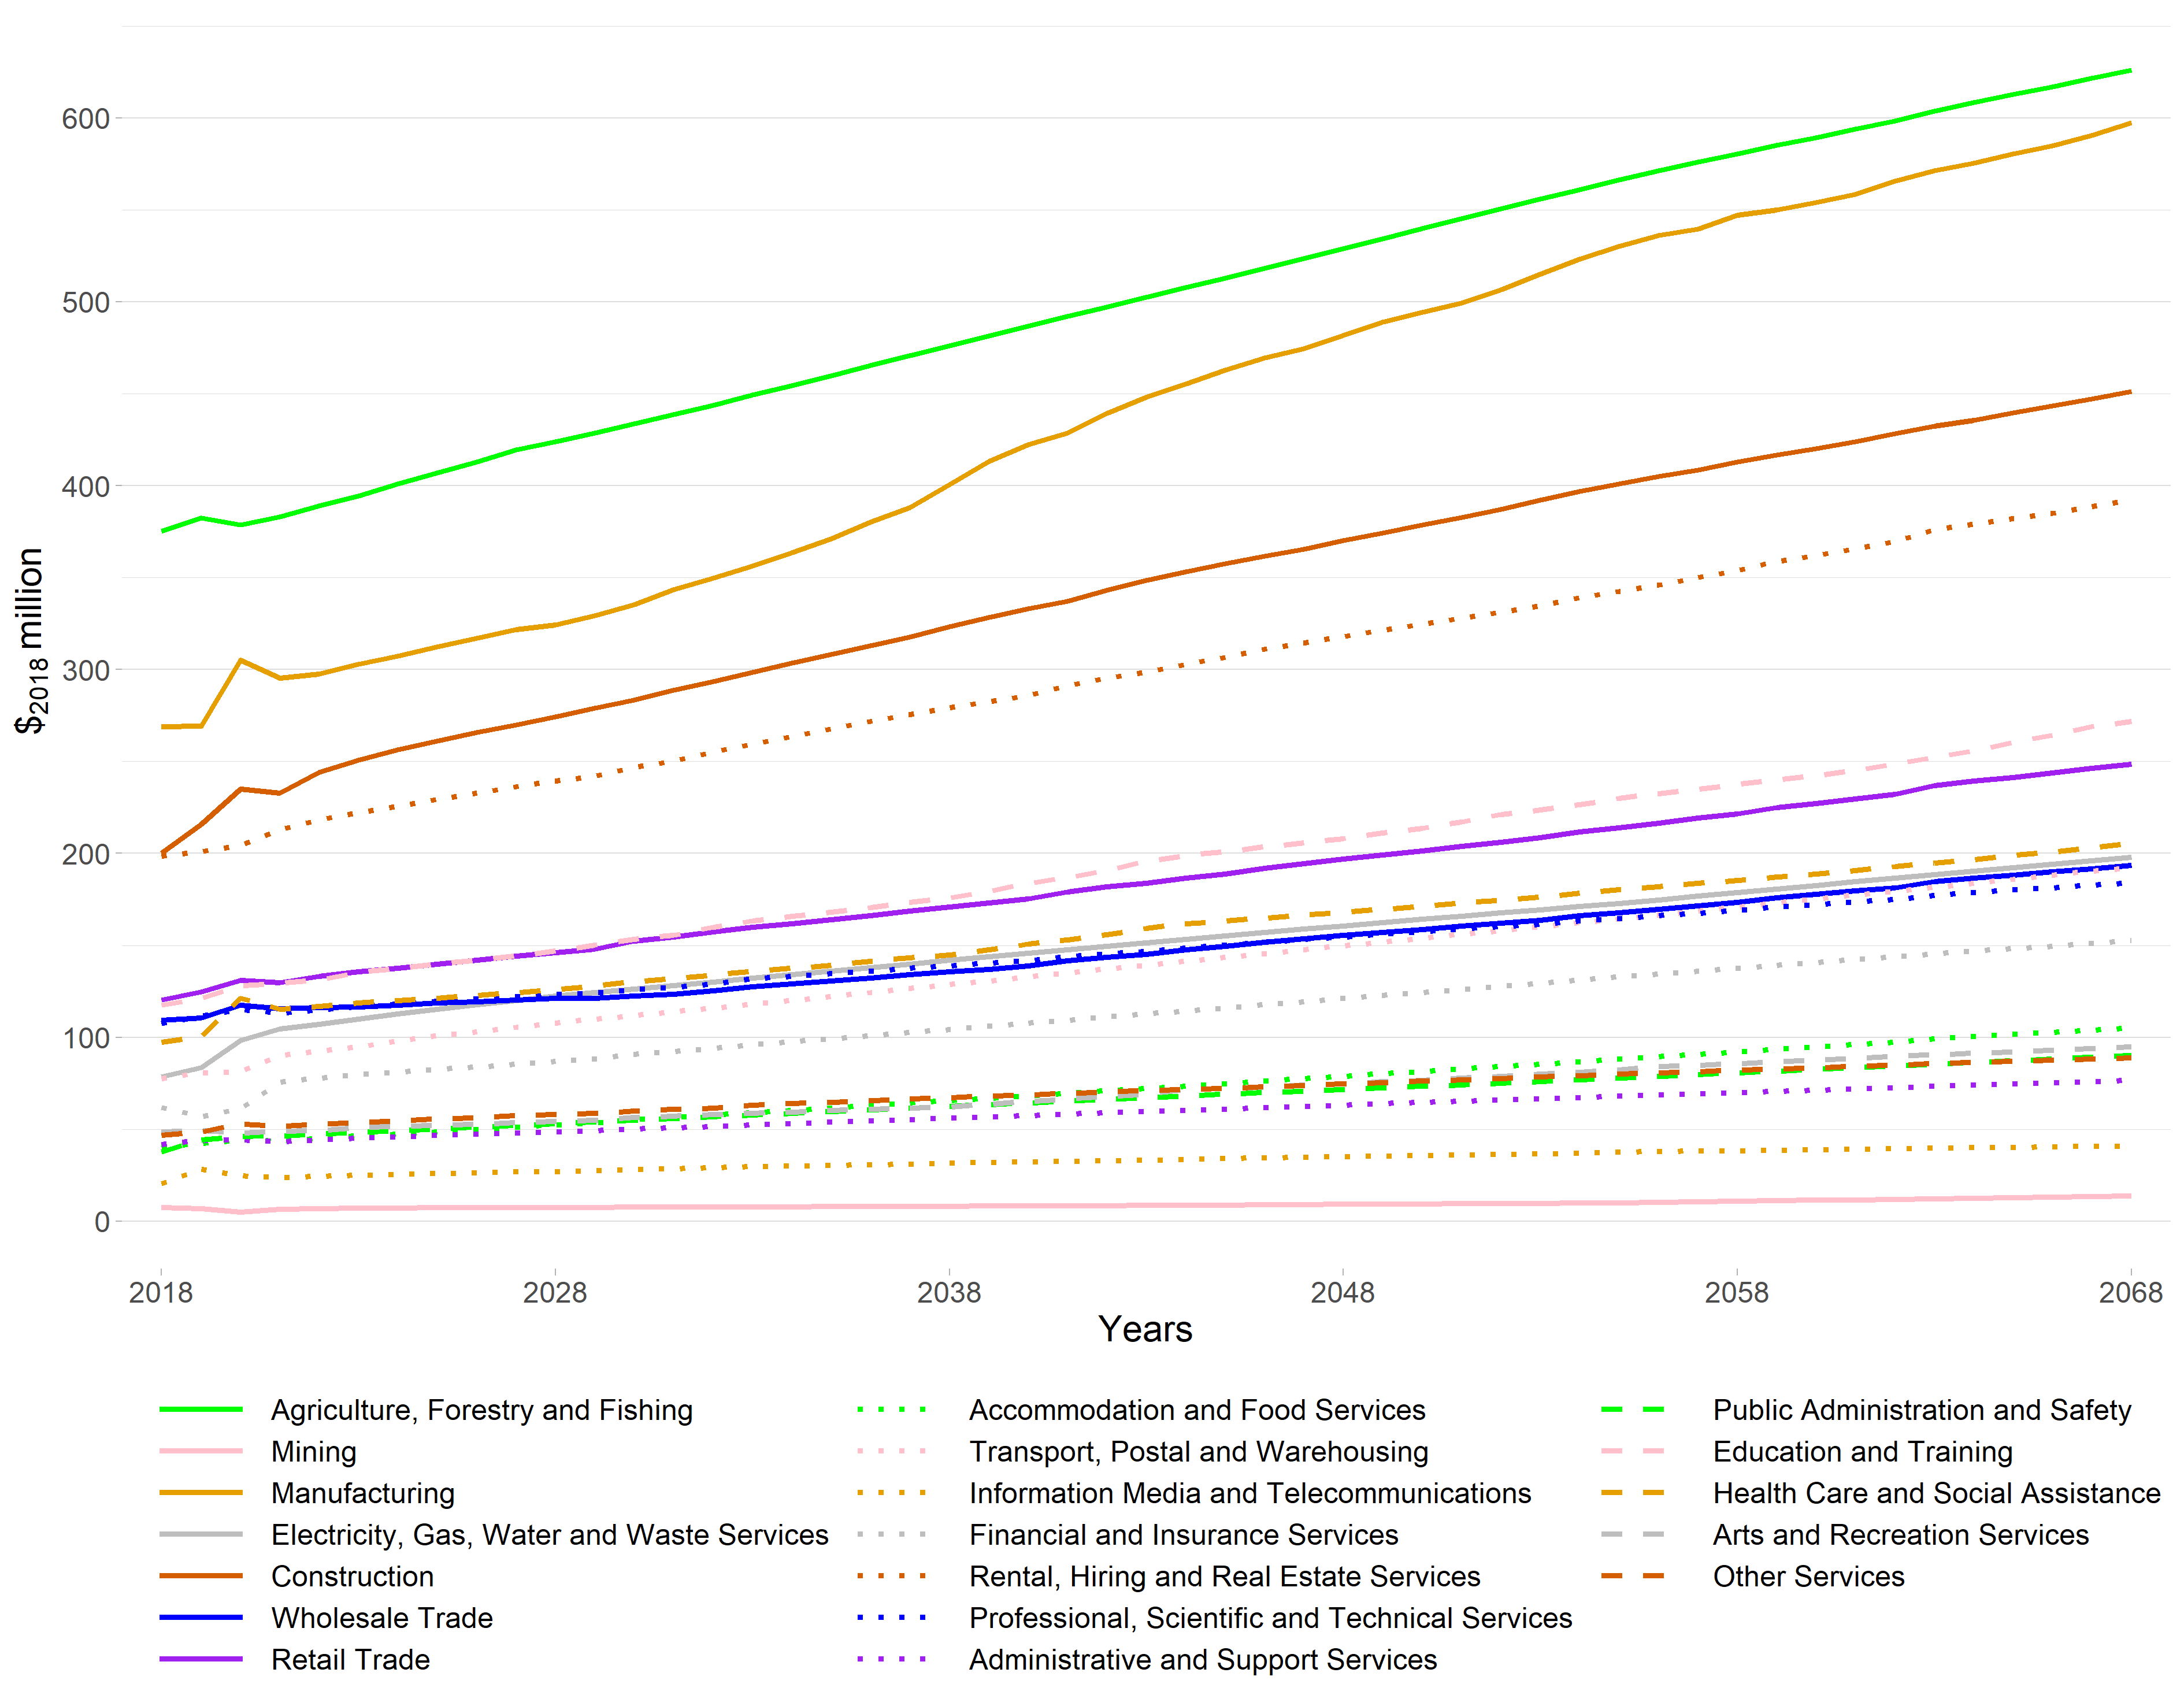 600
500
400
300
200
100
0
$2018 million
2018 2028 2038 2048 2058 2068
Years
Agriculture, Forestry and Fishing
Mining
Manufacturing
Electricity, Gas, Water and Waste Services
Construction
Wholesale Trade
Retail Trade
Accommodation and Food Services
Transport, Postal and Warehousing
Information Media and Telecommunications
Financial and Insurance Services
Rental, Hiring and Real Estate Services
Professional, Scientific and Technical Services
Administrative and Support Services
Public Administration and Safety
Education and Training
Health Care and Social Assistance
Arts and Recreation Services
Other Services